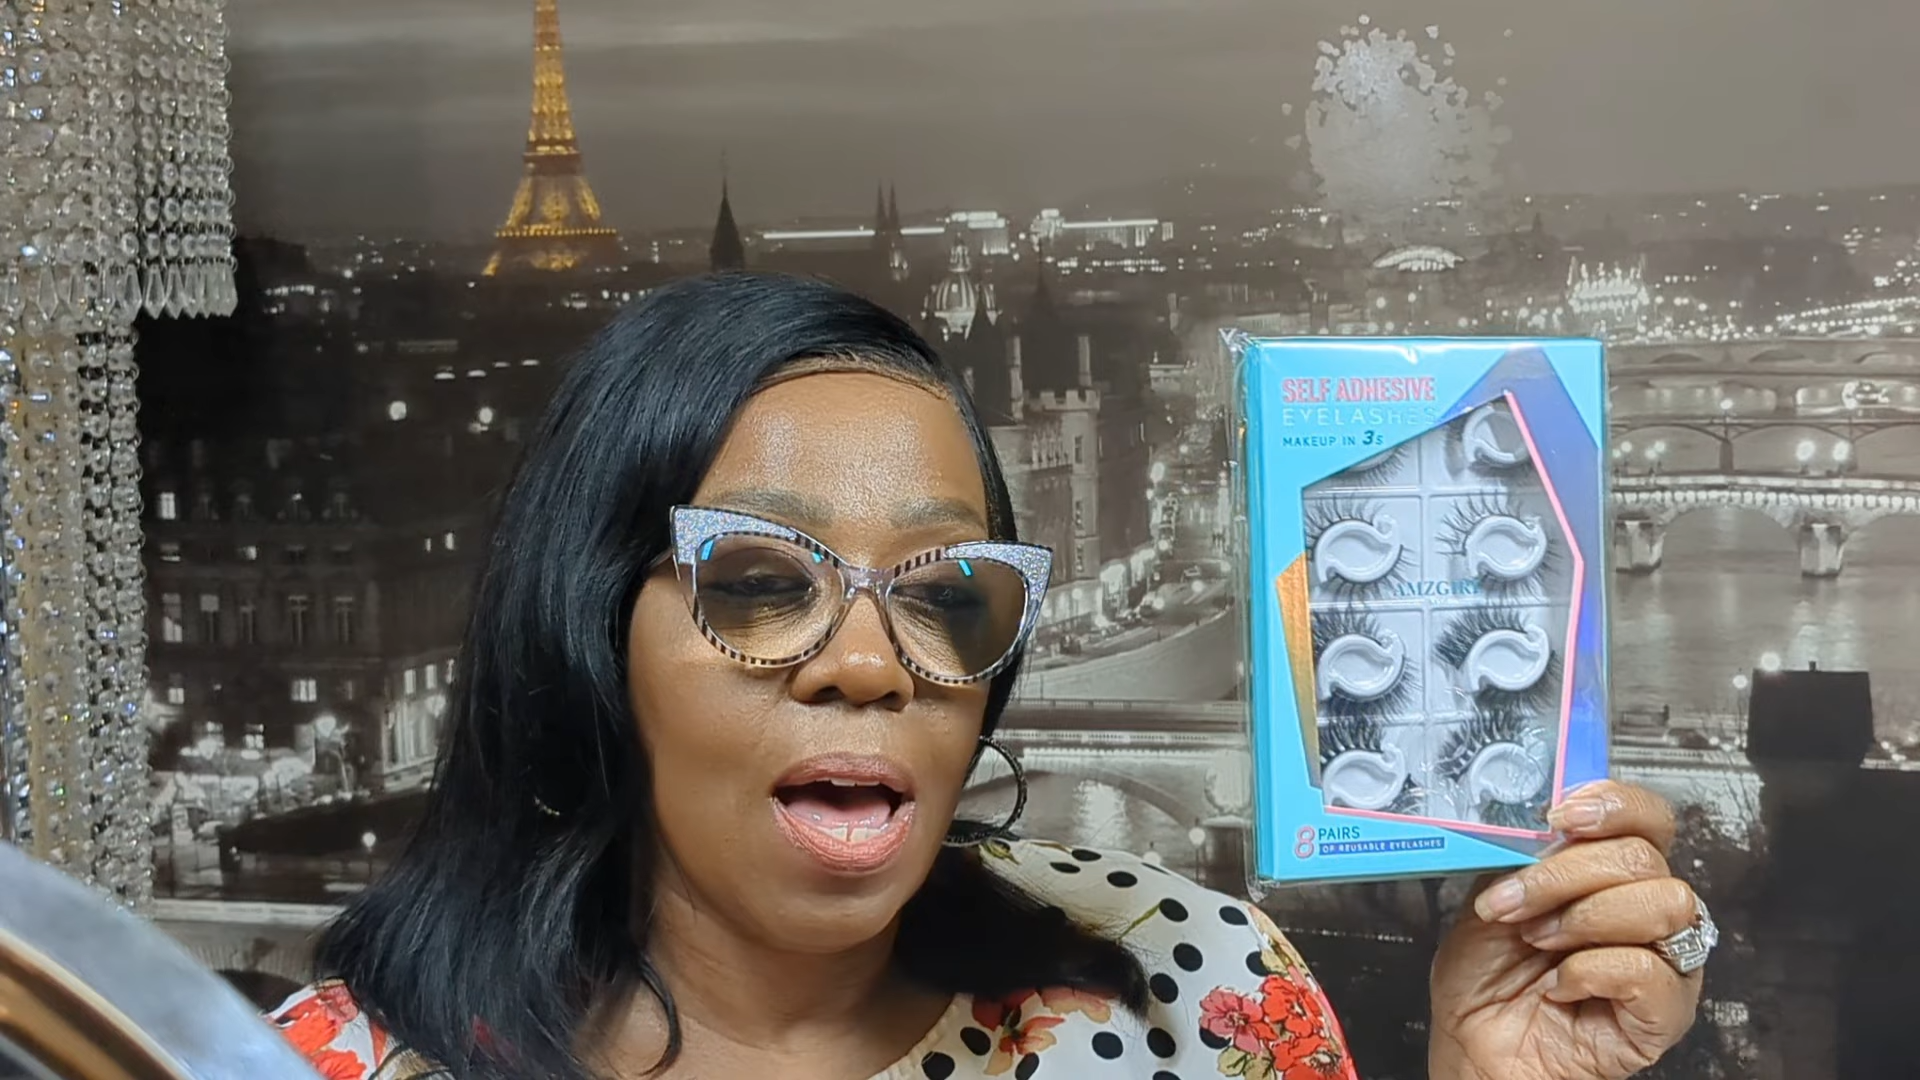 SELF ADHESIVE
EYELASHES
MAKEUP IN 3s
AMZGIRL
8 PAIRS
OF REUSABLE EYELASHES